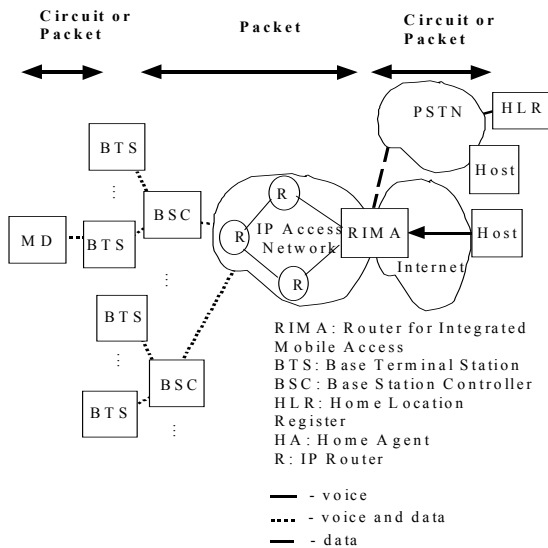 Circuit or
Packet
Packet
Circuit or
Packet
PSTN
HLR
BTS
Host
⋮
BSC
R
MD
BTS
R
IP Access
Network
RIMA
Host
R
Internet
⋮
BTS
⋮
BSC
BTS
⋮
RIMA: Router for Integrated
Mobile Access
BTS: Base Terminal Station
BSC: Base Station Controller
HLR: Home Location
Register
HA: Home Agent
R: IP Router
- voice
- voice and data
- data